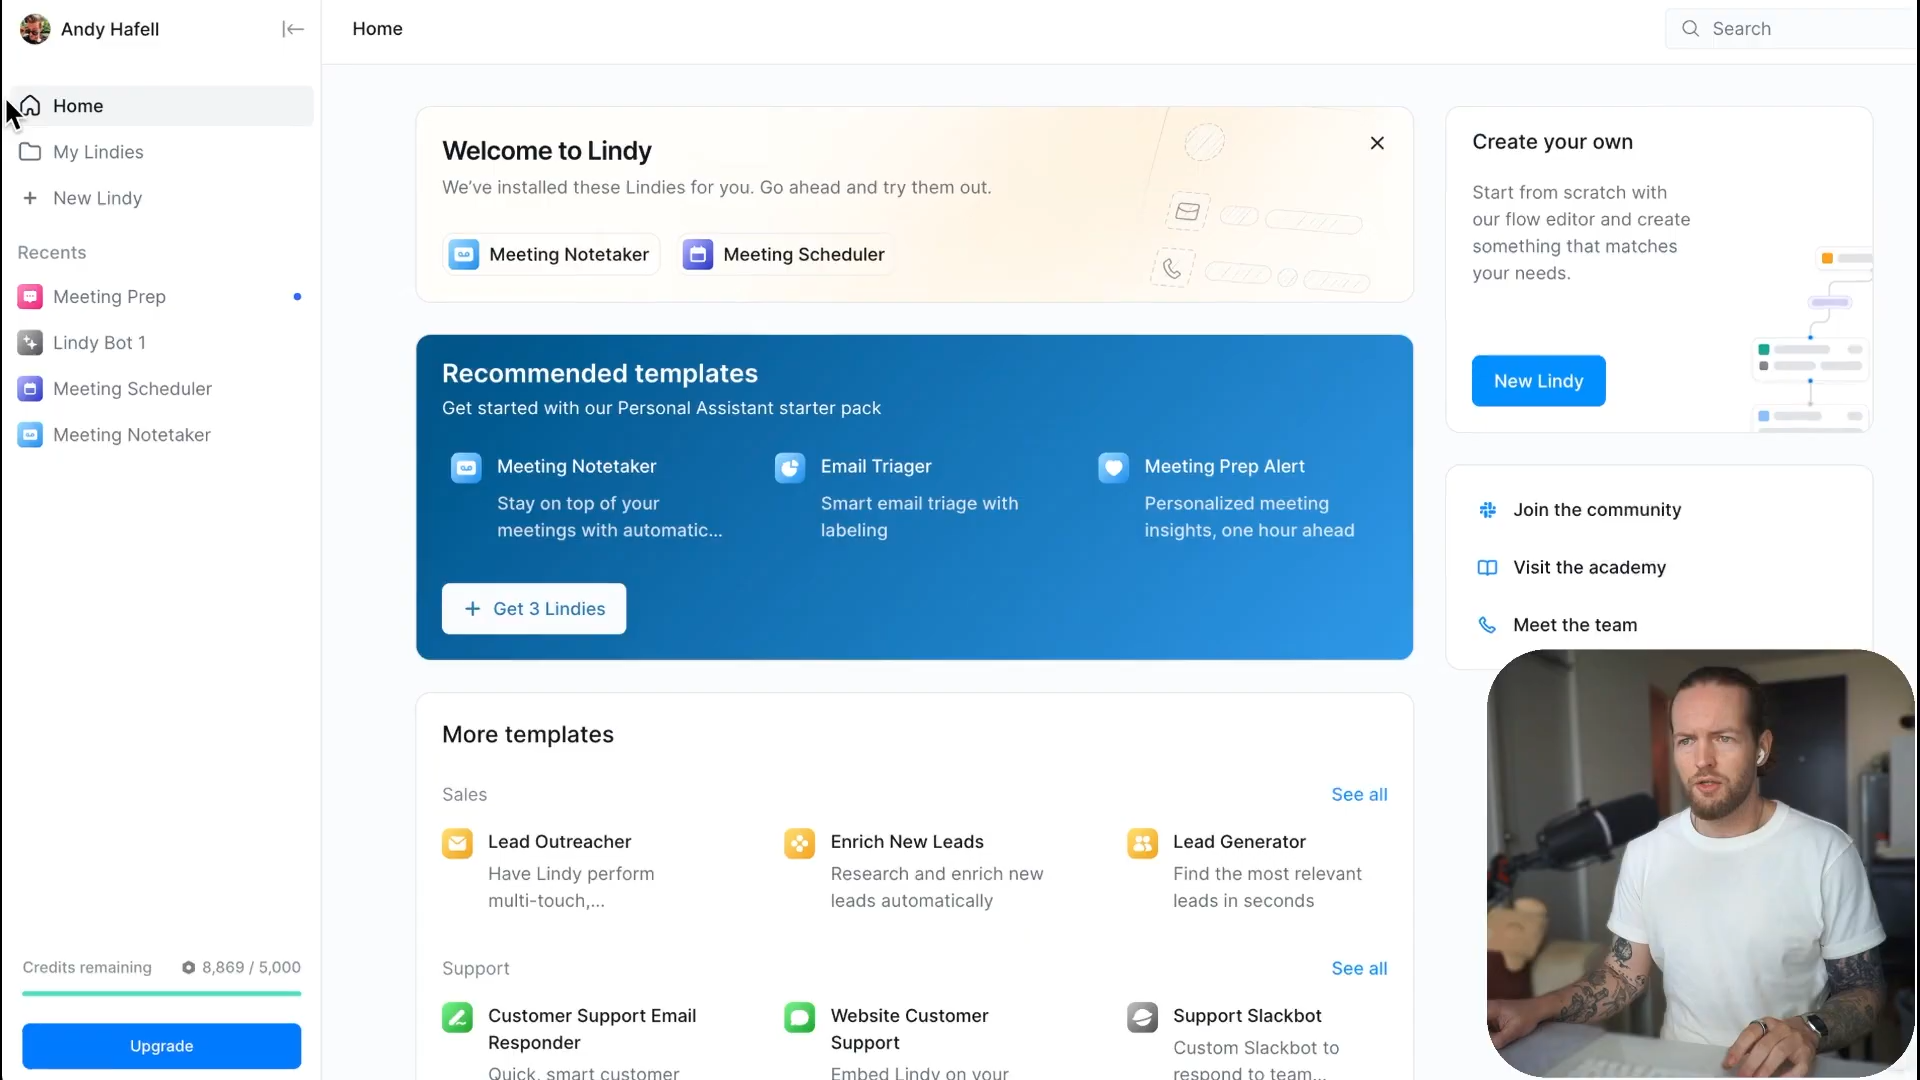 Andy Hafell
Home
Search
Home
My Lindies
New Lindy
Recents
Meeting Prep
Lindy Bot 1
Meeting Scheduler
Meeting Notetaker
Credits remaining
8,869 / 5,000
Upgrade
Welcome to Lindy
We've installed these Lindies for you. Go ahead and try them out.
Meeting Notetaker
Meeting Scheduler
Recommended templates
Get started with our Personal Assistant starter pack
Meeting Notetaker
Stay on top of your
meetings with automatic...
Email Triager
Smart email triage with
labeling
Meeting Prep Alert
Personalized meeting
insights, one hour ahead
Get 3 Lindies
More templates
Sales
See all
Lead Outreacher
Have Lindy perform
multi-touch,...
Enrich New Leads
Research and enrich new
leads automatically
Lead Generator
Find the most relevant
leads in seconds
Support
See all
Customer Support Email
Responder
Quick, smart customer
Website Customer
Support
Embed Lindy on your
Support Slackbot
Custom Slackbot to
respond to team...
Create your own
Start from scratch with
our flow editor and create
something that matches
your needs.
New Lindy
Join the community
Visit the academy
Meet the team